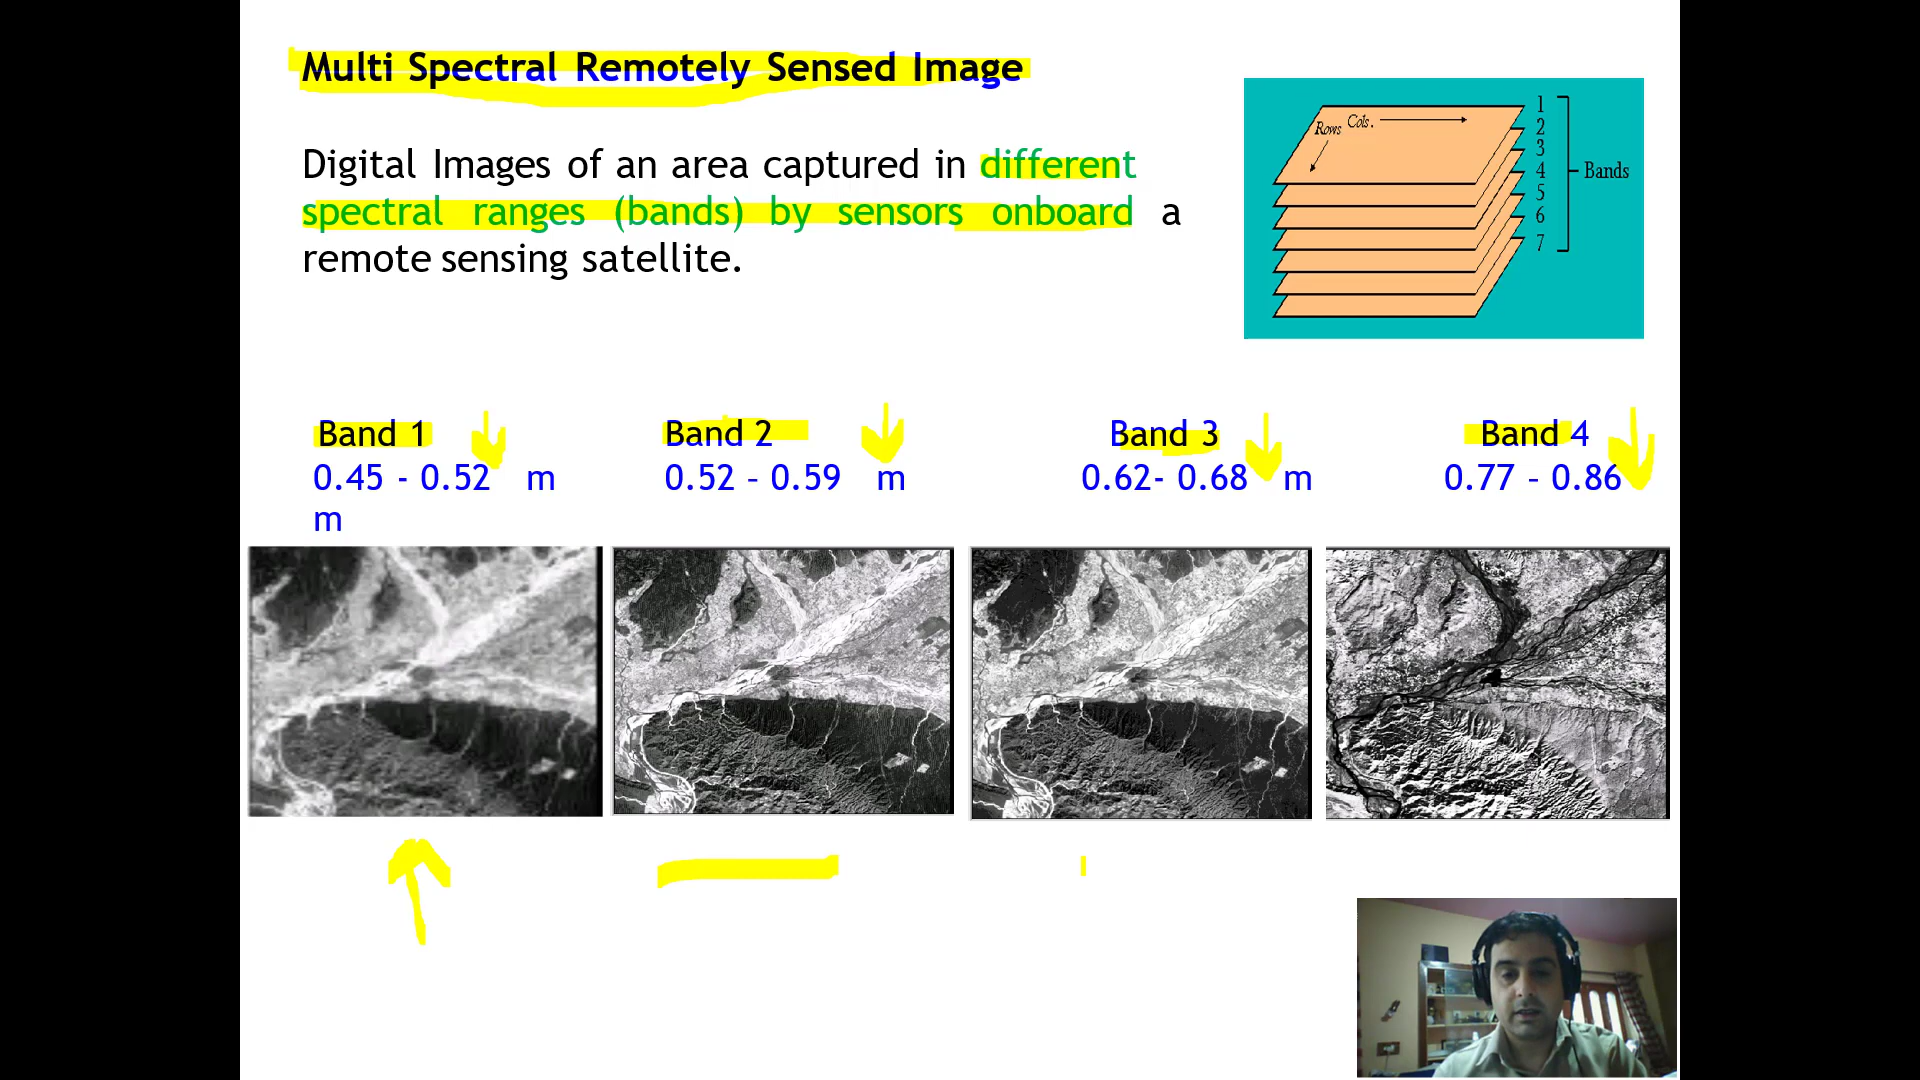 Multi Spectral Remotely Sensed Image
Digital Images of an area captured in different
spectral ranges (bands) by sensors onboard a
remote sensing satellite.
Rows Cols.
1
2
3
4
5
6
7
Bands
Band 1 Band 2 Band 3 Band 4
0.45 - 0.52 m 0.52 – 0.59 m 0.62- 0.68 m 0.77 – 0.86
m